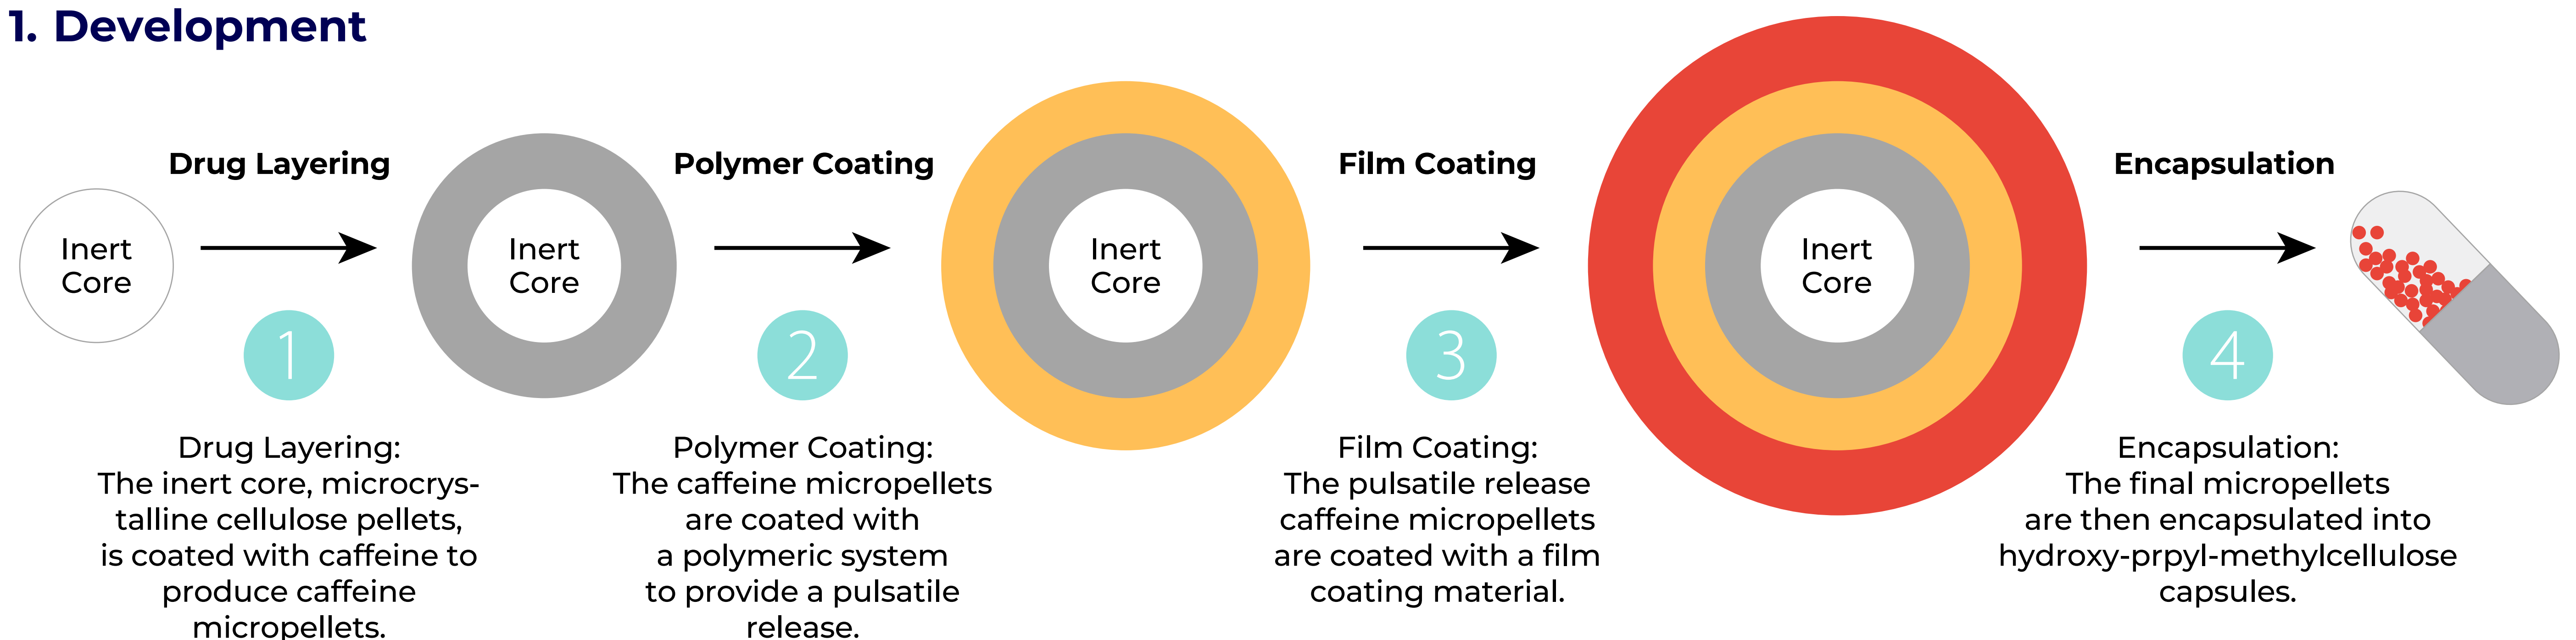 1. Development
Inert
Core
Drug Layering
1
Drug Layering:
The inert core, microcrys-
talline cellulose pellets,
is coated with caffeine to
produce caffeine
micropellets.
Inert
Core
Polymer Coating
2
Polymer Coating:
The caffeine micropellets
are coated with
a polymeric system
to provide a pulsatile
release.
Inert
Core
Film Coating
3
Film Coating:
The pulsatile release
caffeine micropellets
are coated with a film
coating material.
Inert
Core
Encapsulation
4
Encapsulation:
The final micropellets
are then encapsulated into
hydroxy-prpyl-methylcellulose
capsules.